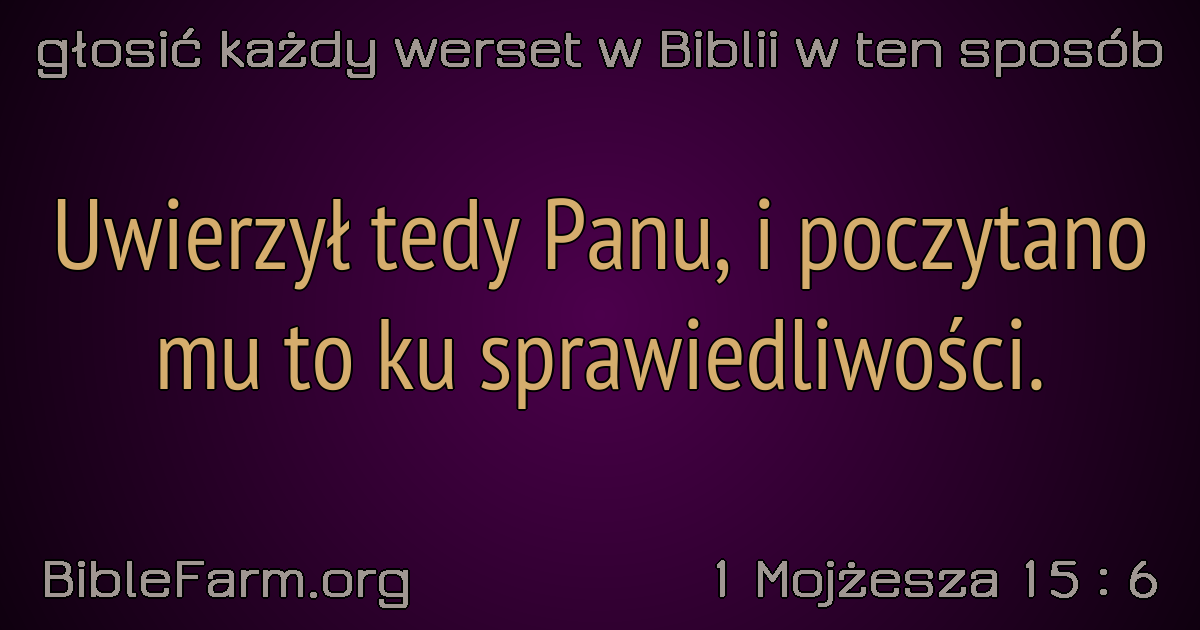 głosić każdy werset w Biblii w ten sposób
Uwierzył tedy Panu, i poczytano
mu to ku sprawiedliwości.
BibleFarm.org
1 Mojżesza 15 : 6